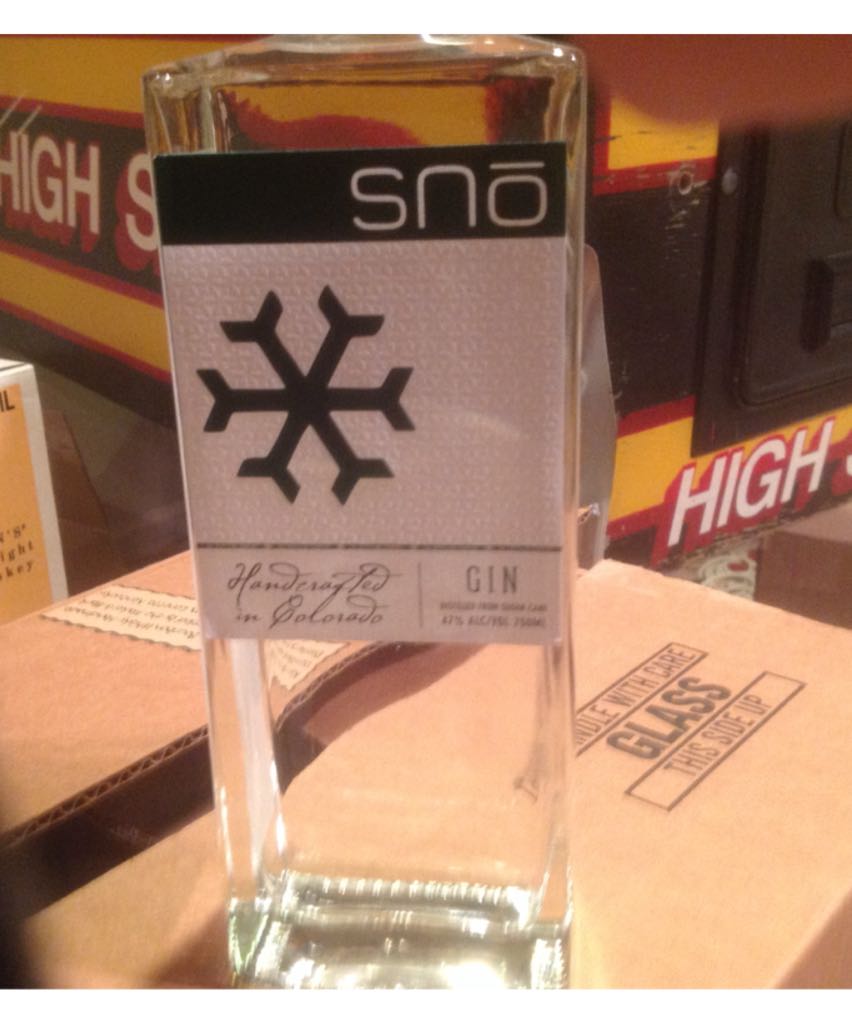 HIGH S
snō
Handcrafted
in Colorado
GIN
DISTILLED FROM SUGAR CANE
47% ALC/VOL 750ML
HIGH S
HANDLE WITH CARE
GLASS
THIS SIDE UP